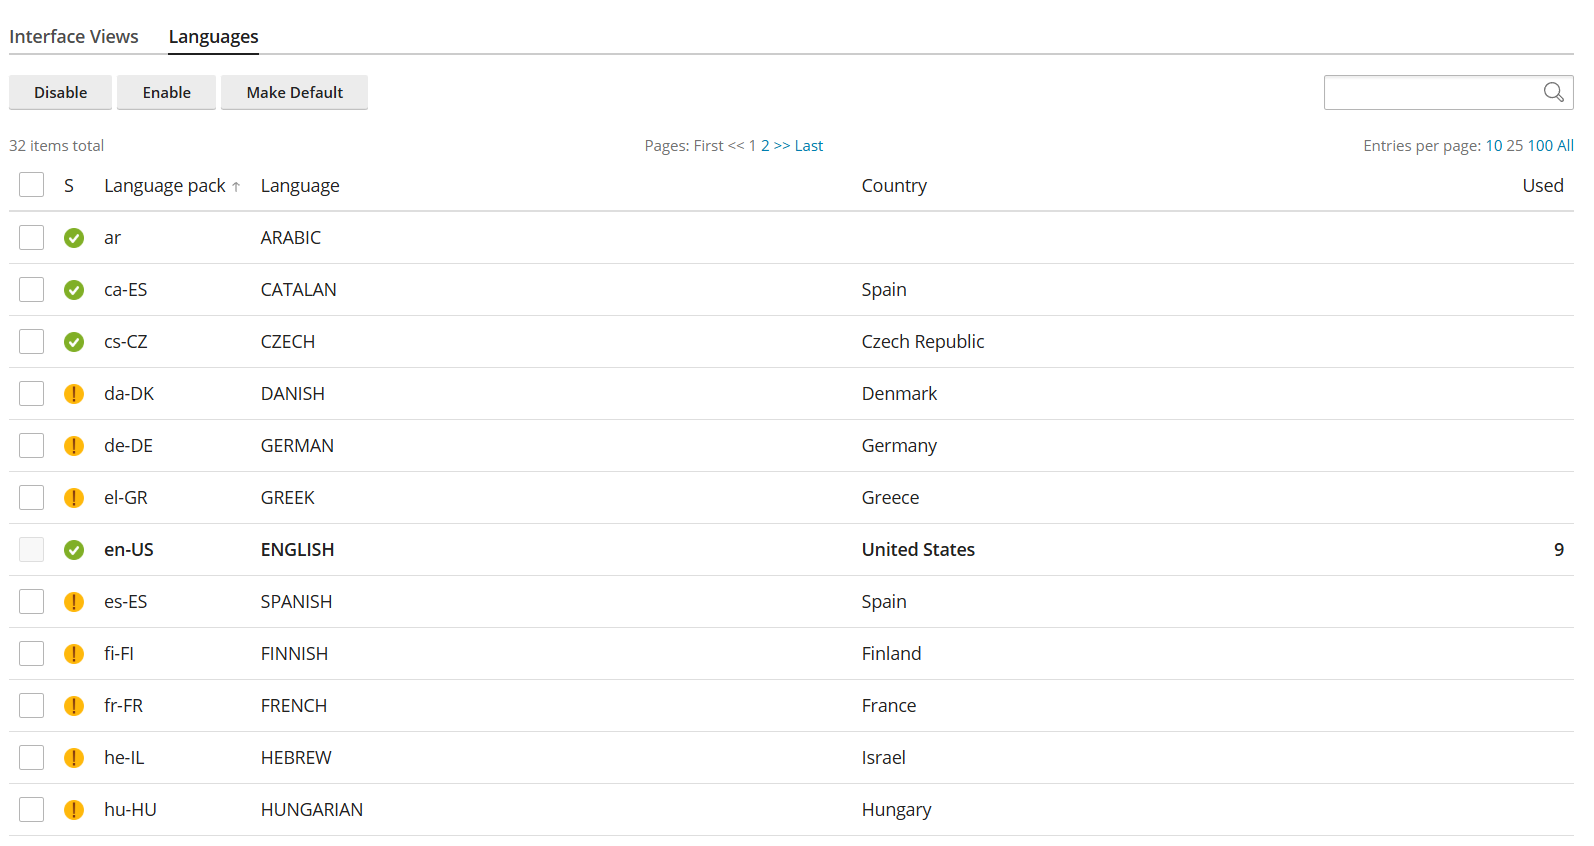 Interface Views Languages
Disable Enable Make Default
32 items total Pages: First << 1 2 >> Last Entries per page: 10 25 100 All
S Language pack ↑ Language Country Used
ar ARABIC
ca-ES CATALAN Spain
cs-CZ CZECH Czech Republic
da-DK DANISH Denmark
de-DE GERMAN Germany
el-GR GREEK Greece
en-US ENGLISH United States 9
es-ES SPANISH Spain
fi-FI FINNISH Finland
fr-FR FRENCH France
he-IL HEBREW Israel
hu-HU HUNGARIAN Hungary